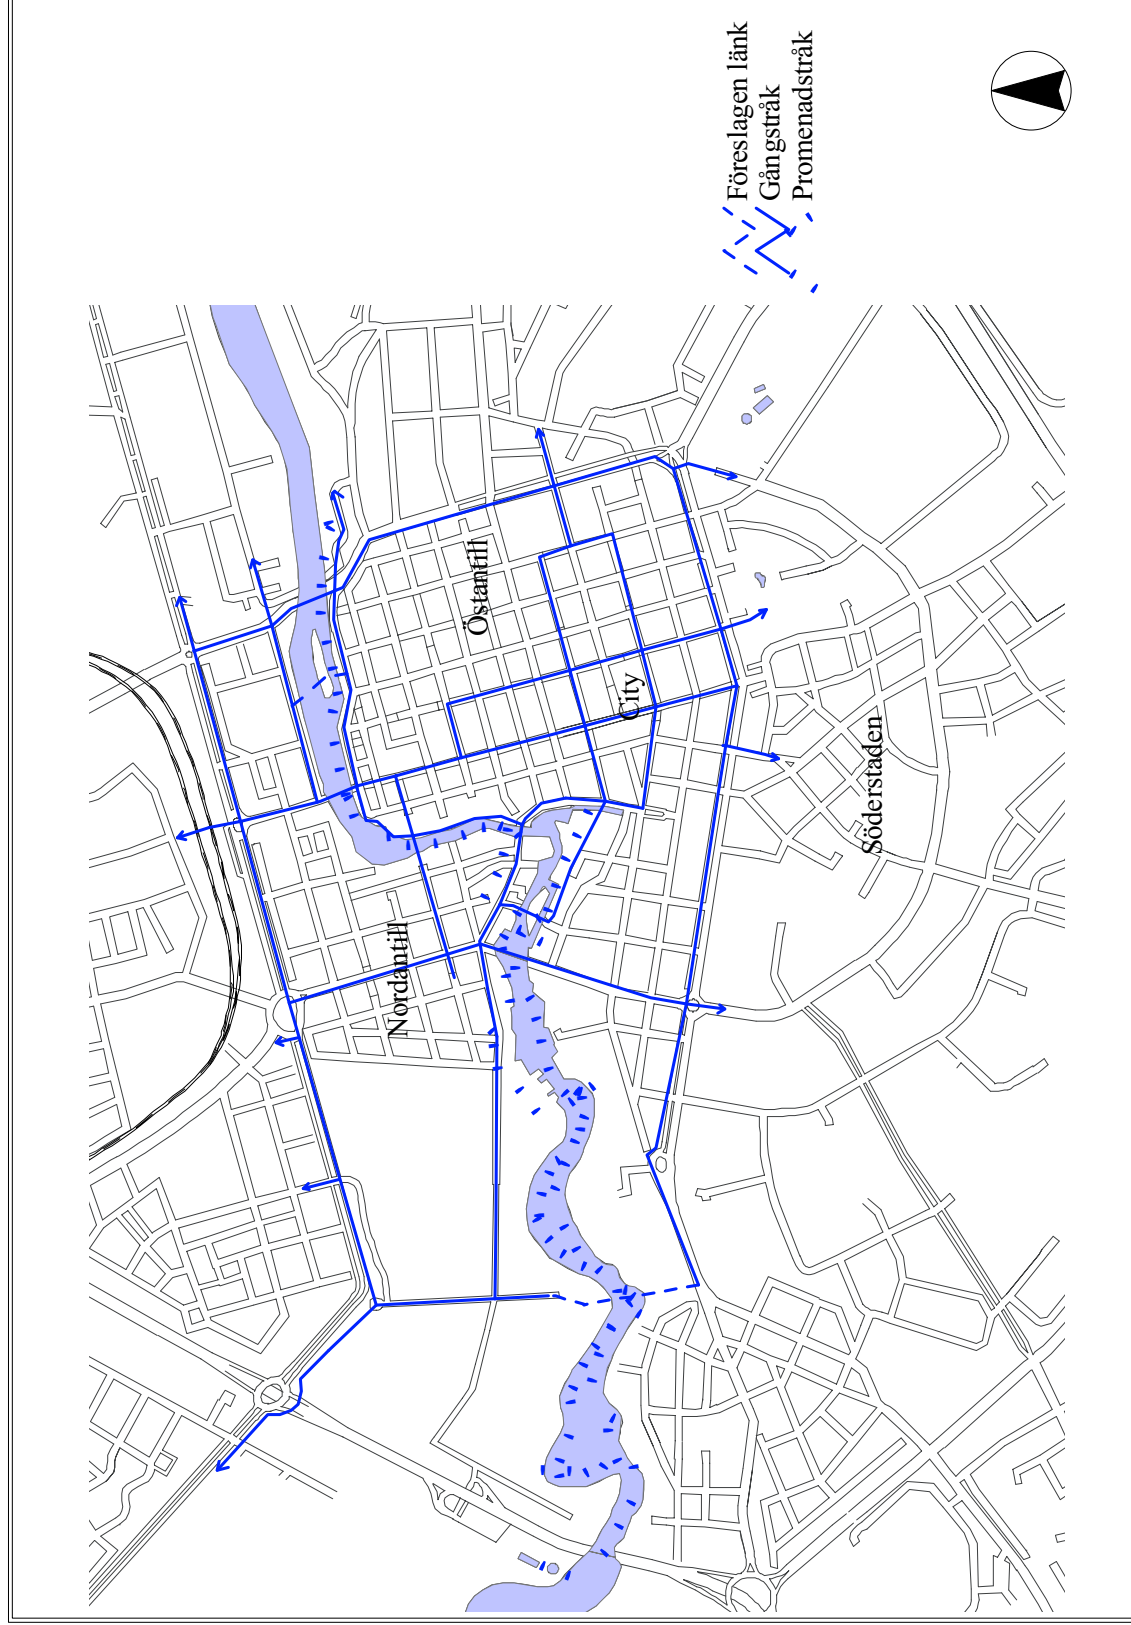 Föreslagen länk
Gångstråk
Promenadstråk
Nordantill
Östantill
City
Söderstaden